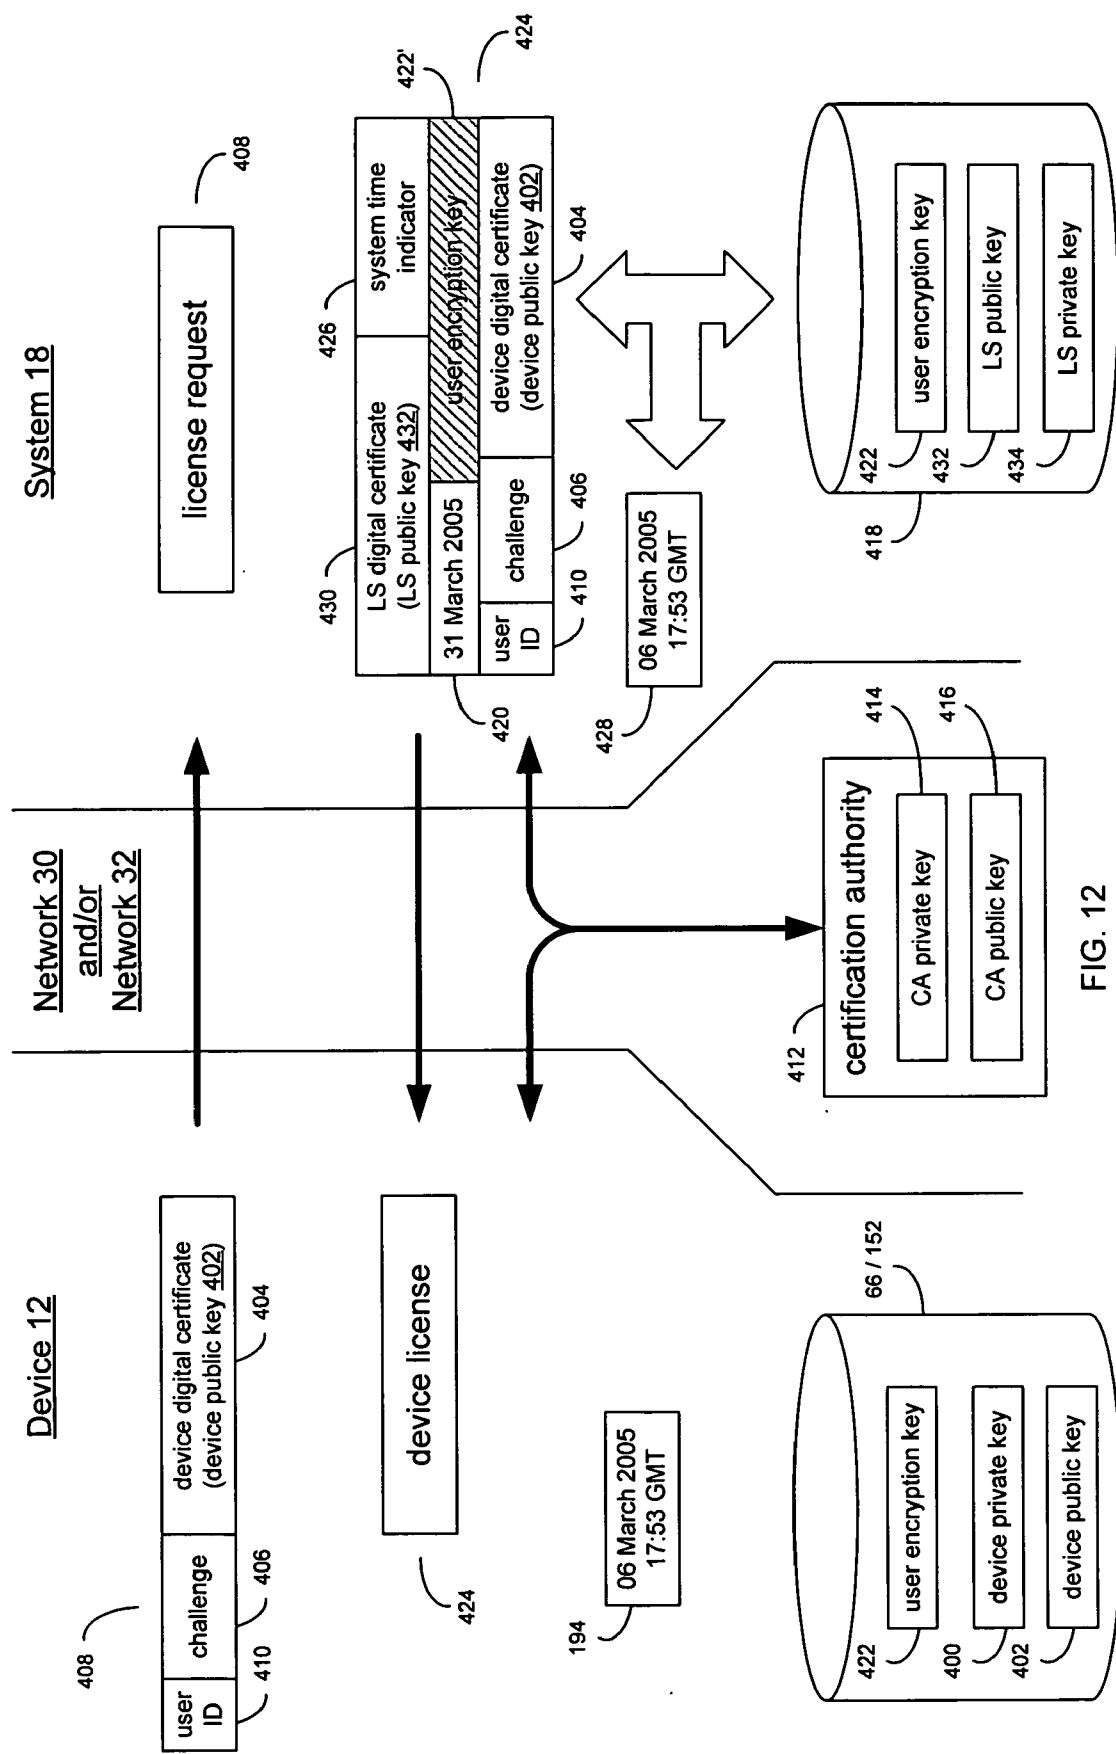 Device 12
Network 30
and/or
Network 32
System 18
408
user
ID
challenge
device digital certificate
(device public key 402)
410
406
404
license request
408
424
device license
430
426
422'
424
LS digital certificate
(LS public key 432)
system time
indicator
31 March 2005
user encryption key
user
ID
challenge
device digital certificate
(device public key 402)
420
410
406
404
194
06 March 2005
17:53 GMT
428
06 March 2005
17:53 GMT
66 / 152
422
user encryption key
400
device private key
402
device public key
412
certification authority
CA private key
414
CA public key
416
418
422
user encryption key
432
LS public key
434
LS private key
FIG. 12